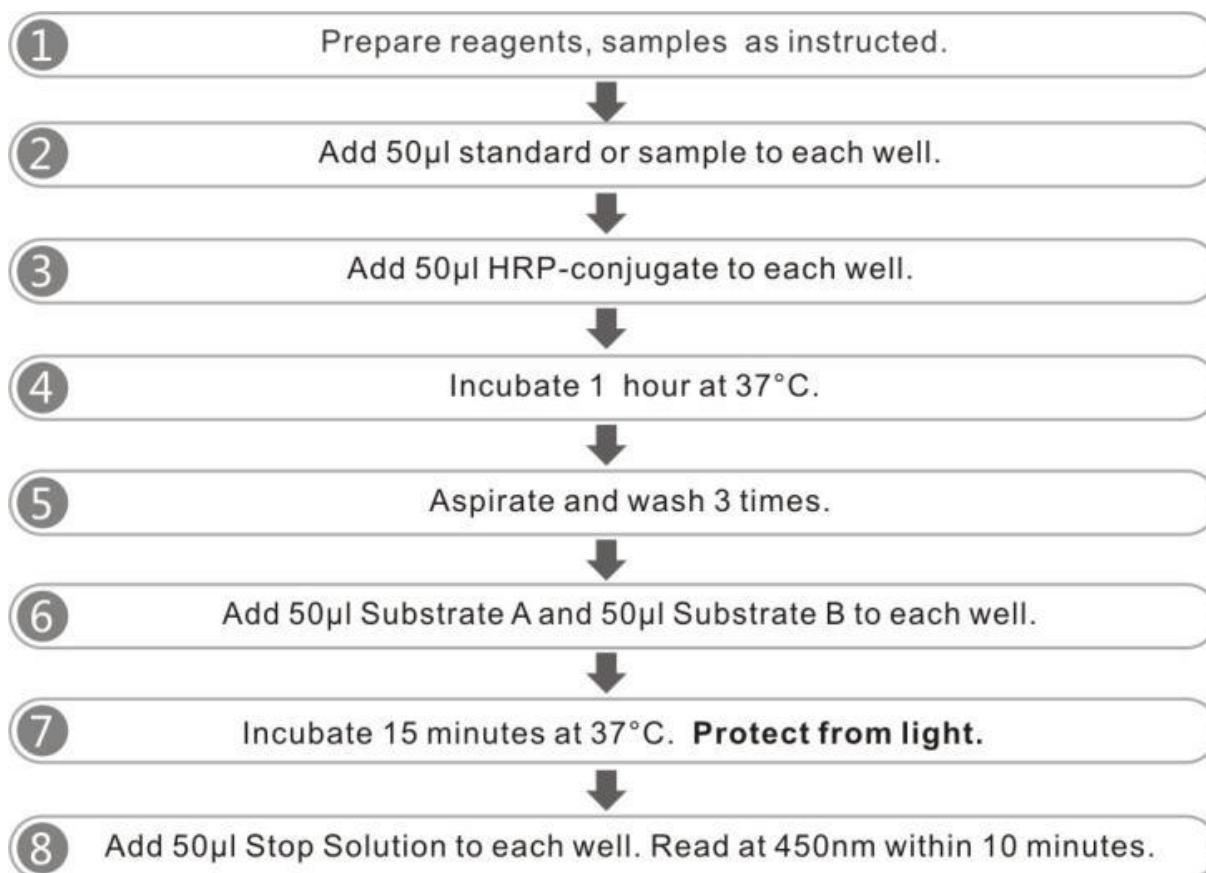 1 Prepare reagents, samples as instructed.
2 Add 50µl standard or sample to each well.
3 Add 50µl HRP-conjugate to each well.
4 Incubate 1 hour at 37°C.
5 Aspirate and wash 3 times.
6 Add 50µl Substrate A and 50µl Substrate B to each well.
7 Incubate 15 minutes at 37°C. Protect from light.
8 Add 50µl Stop Solution to each well. Read at 450nm within 10 minutes.